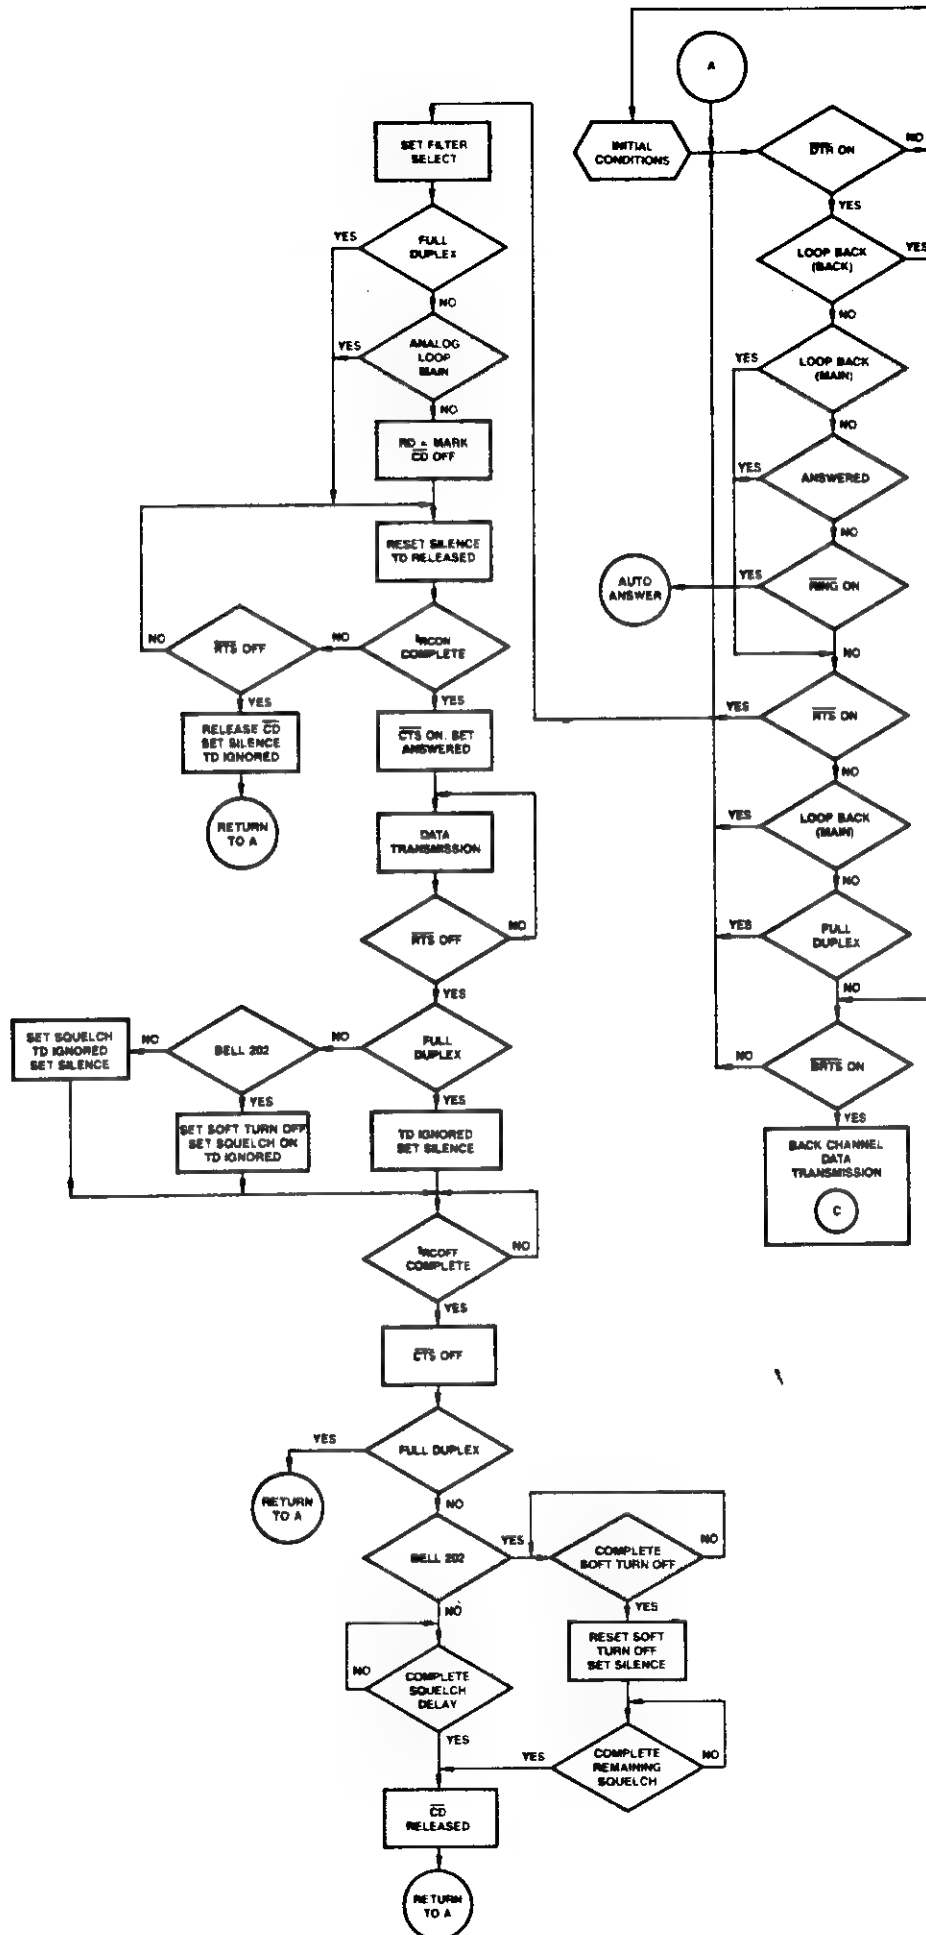 A
INITIAL
CONDITIONS
DTR ON
NO
YES
LOOP BACK
(BACK)
YES
NO
LOOP BACK
(MAIN)
YES
NO
ANSWERED
YES
NO
RING ON
YES
AUTO
ANSWER
NO
RTS ON
YES
NO
LOOP BACK
(MAIN)
YES
NO
FULL
DUPLEX
YES
NO
BRTS ON
NO
YES
BACK CHANNEL
DATA
TRANSMISSION
C
SET FILTER
SELECT
FULL
DUPLEX
YES
NO
ANALOG
LOOP
MAIN
YES
NO
RD = MARK
CD OFF
RESET SILENCE
TD RELEASED
tRCON
COMPLETE
NO
RTS OFF
NO
YES
RELEASE CD
SET SILENCE
TD IGNORED
RETURN
TO A
YES
CTS ON, SET
ANSWERED
DATA
TRANSMISSION
RTS OFF
NO
YES
FULL
DUPLEX
NO
BELL 202
NO
SET SQUELCH
TD IGNORED
SET SILENCE
YES
SET SOFT TURN OFF
SET SQUELCH ON
TD IGNORED
YES
TD IGNORED
SET SILENCE
tRCOFF
COMPLETE
NO
YES
CTS OFF
FULL DUPLEX
YES
RETURN
TO A
NO
BELL 202
YES
COMPLETE
SOFT TURN OFF
NO
YES
RESET SOFT
TURN OFF
SET SILENCE
NO
COMPLETE
SQUELCH
DELAY
NO
YES
COMPLETE
REMAINING
SQUELCH
NO
YES
CD
RELEASED
RETURN
TO A